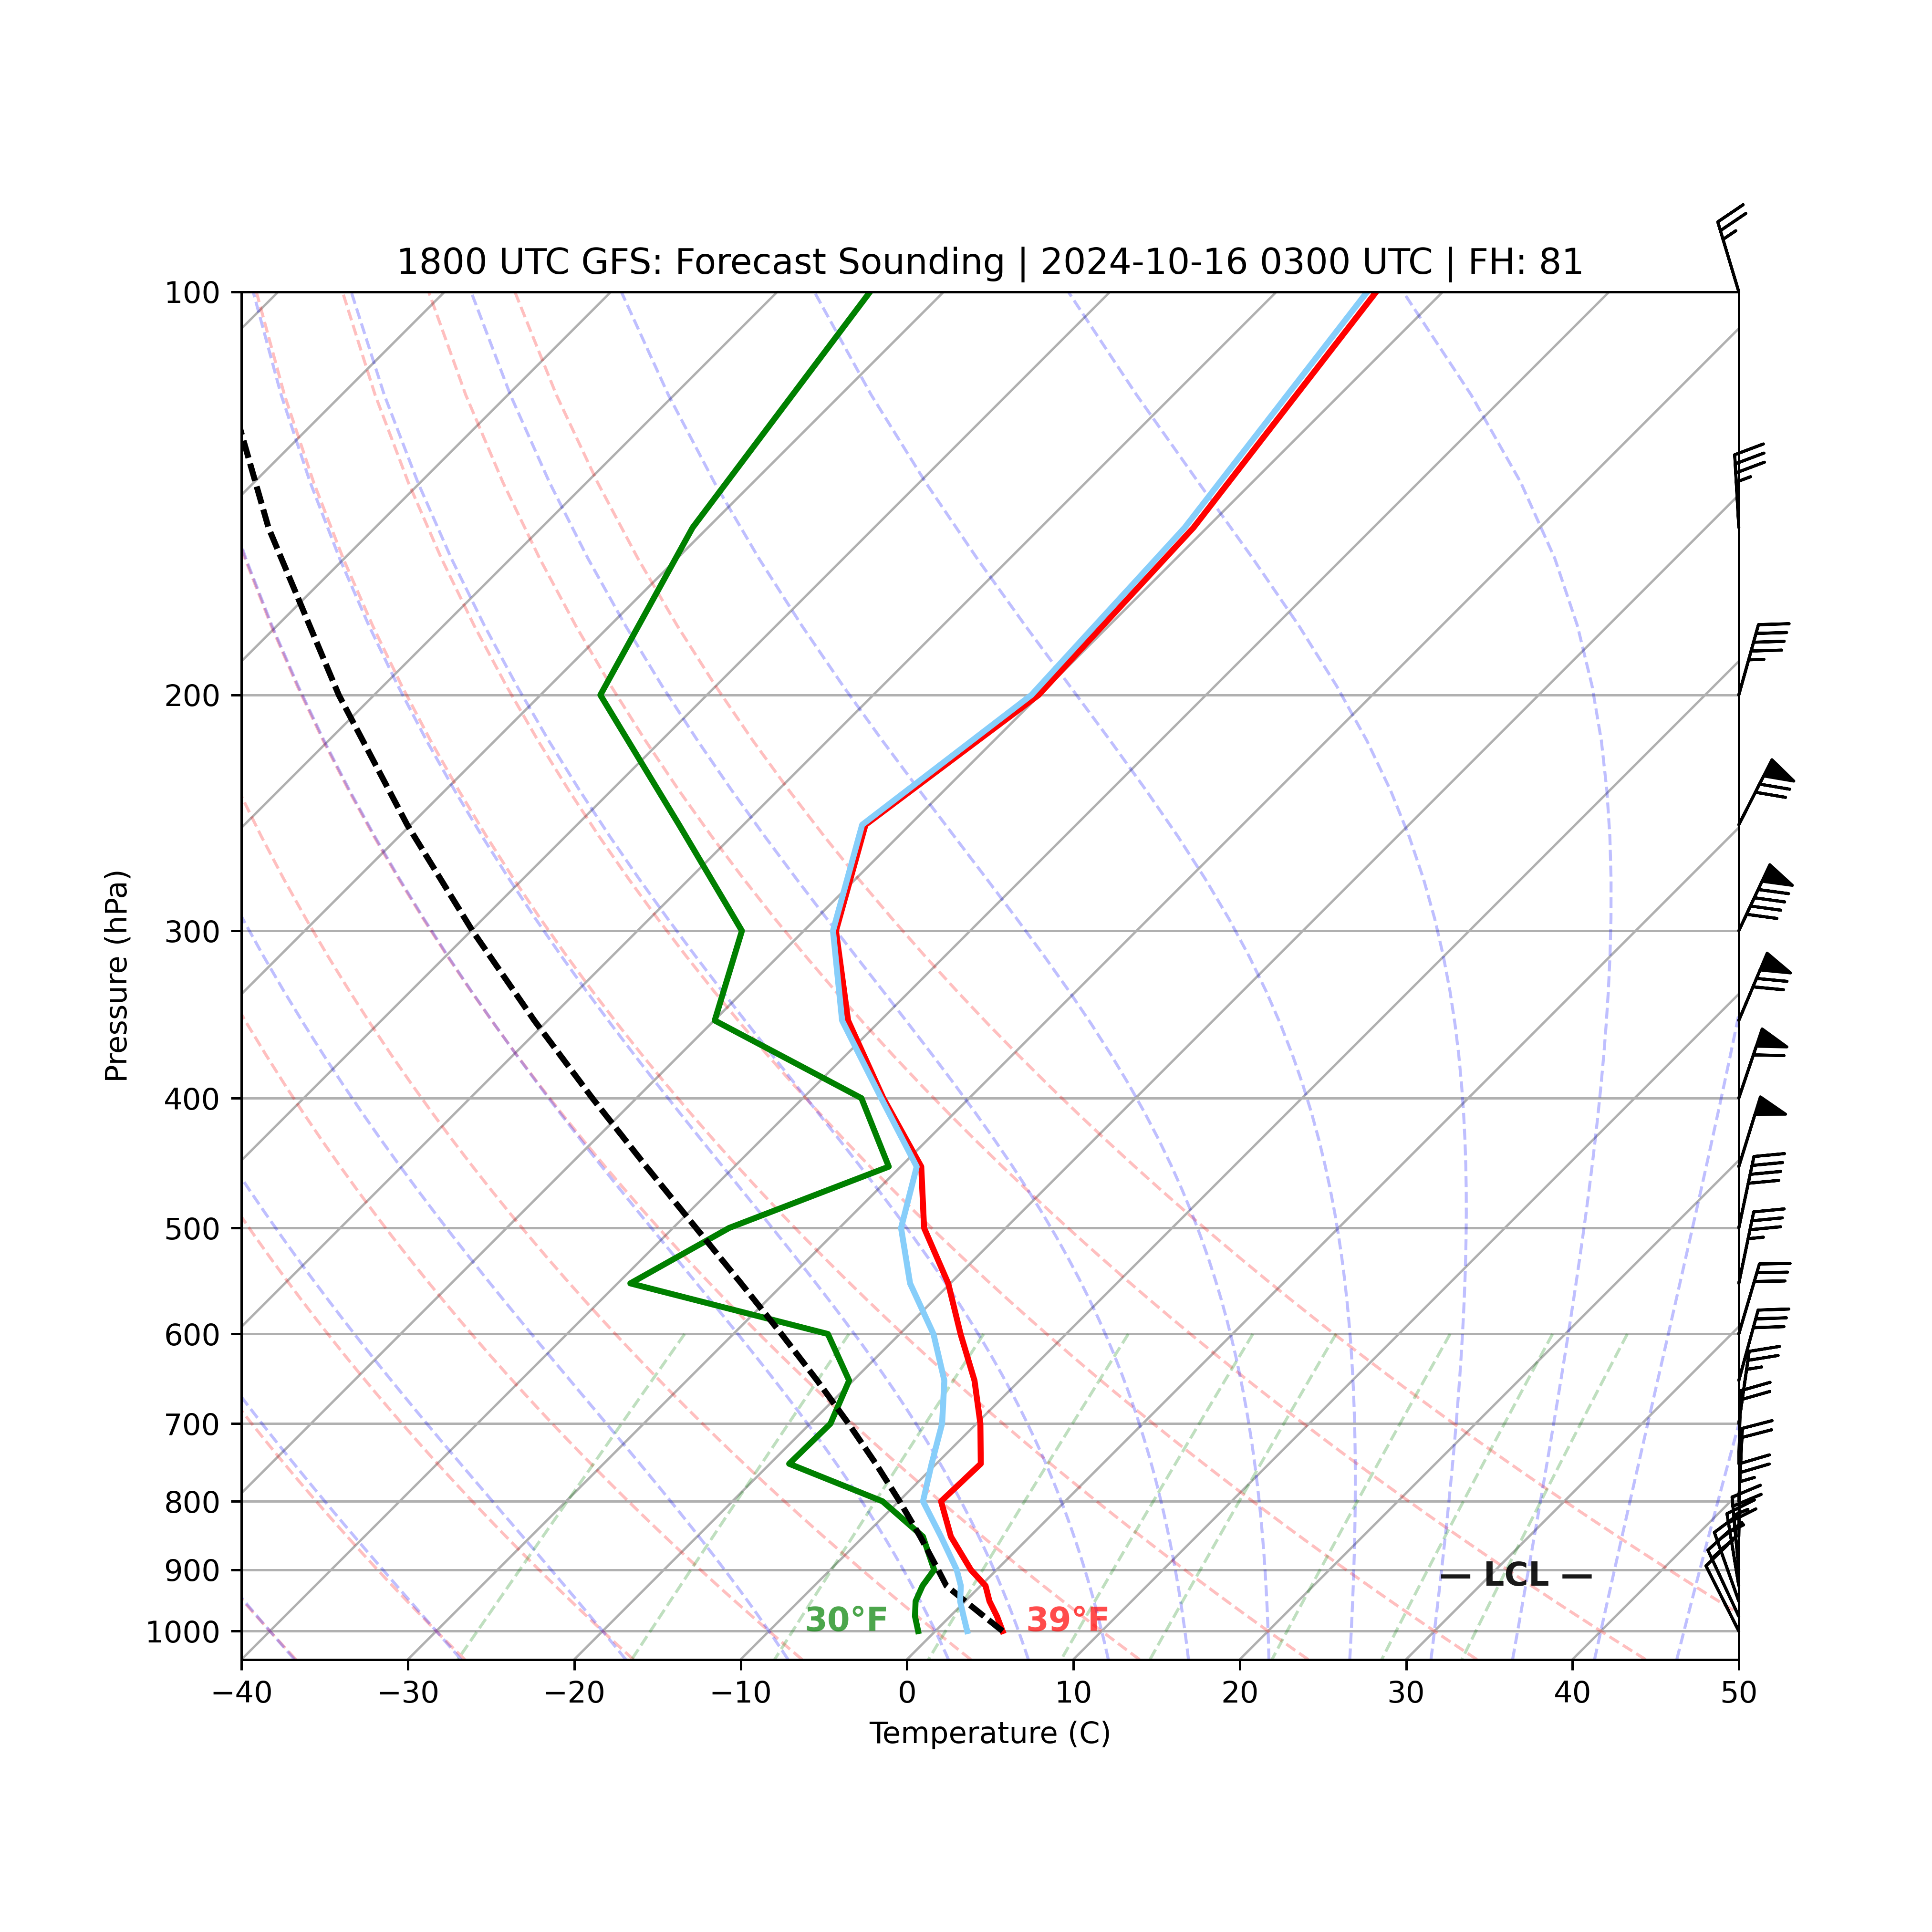 1800 UTC GFS: Forecast Sounding | 2024-10-16 0300 UTC | FH: 81
100
200
300
400
500
600
700
800
900
1000
Pressure (hPa)
— LCL —
30°F
39°F
−40 −30 −20 −10 0 10 20 30 40 50
Temperature (C)